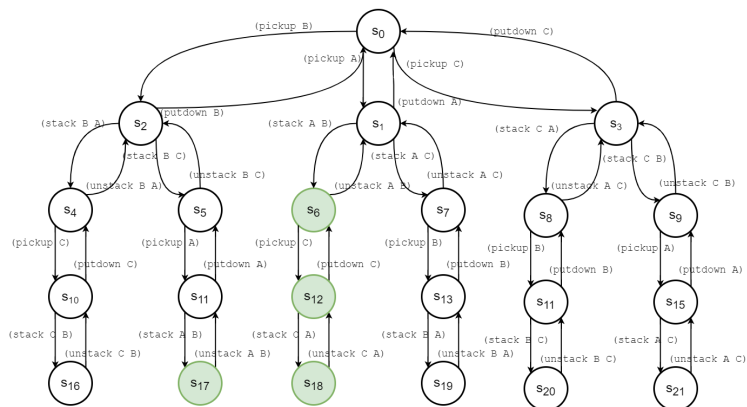 (pickup B)
s0
(putdown C)
(pickup A)
(pickup C)
(putdown B)
(putdown A)
(stack B A)
s2
(stack A B)
s1
(stack C A)
s3
(stack B C)
(stack A C)
(stack C B)
(unstack B A)
(unstack B C)
(unstack A B)
(unstack A C)
(unstack C A)
(unstack C B)
s4
s5
s6
s7
s8
s9
(pickup C)
(pickup A)
(pickup C)
(pickup B)
(pickup B)
(pickup A)
(putdown C)
(putdown A)
(putdown C)
(putdown B)
(putdown B)
(putdown A)
s10
s11
s12
s13
s11
s15
(stack C B)
(stack A B)
(stack C A)
(stack B A)
(stack B C)
(stack A C)
(unstack C B)
(unstack A B)
(unstack C A)
(unstack B A)
(unstack B C)
(unstack A C)
s16
s17
s18
s19
s20
s21